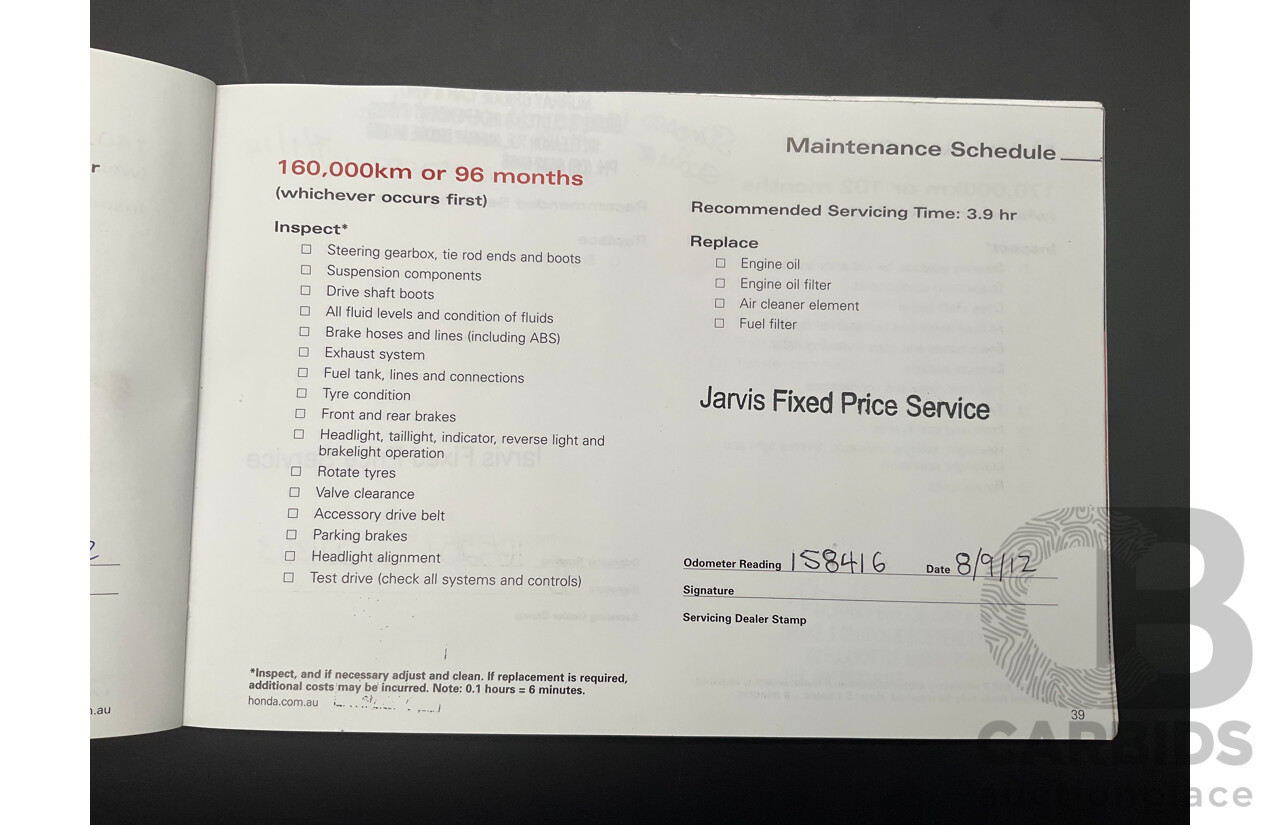 r
Maintenance Schedule
160,000km or 96 months
(whichever occurs first)
Inspect*
Steering gearbox, tie rod ends and boots
Suspension components
Drive shaft boots
All fluid levels and condition of fluids
Brake hoses and lines (including ABS)
Exhaust system
Fuel tank, lines and connections
Tyre condition
Front and rear brakes
Headlight, taillight, indicator, reverse light and
brakelight operation
Rotate tyres
Valve clearance
Accessory drive belt
Parking brakes
Headlight alignment
Test drive (check all systems and controls)
*Inspect, and if necessary adjust and clean. If replacement is required,
additional costs may be incurred. Note: 0.1 hours = 6 minutes.
honda.com.au
Recommended Servicing Time: 3.9 hr
Replace
Engine oil
Engine oil filter
Air cleaner element
Fuel filter
Jarvis Fixed Price Service
Odometer Reading 158416 Date 8/9/12
Signature
Servicing Dealer Stamp
39
.au
CB
CARBIDS
auctionplace